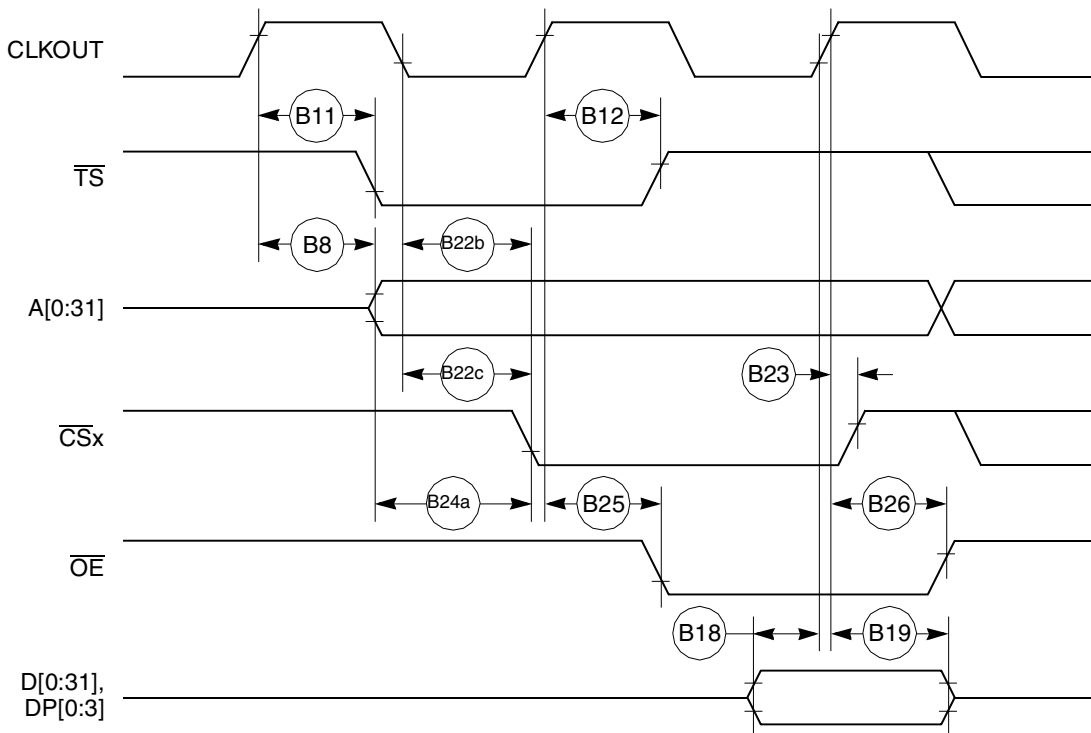 CLKOUT
B11
B12
TS
B8
B22b
A[0:31]
B22c
B23
CSx
B24a
B25
B26
OE
B18
B19
D[0:31],
DP[0:3]